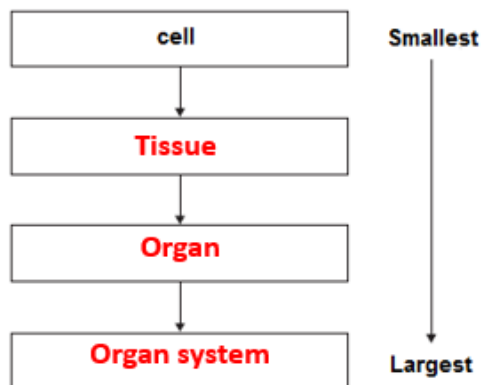 cell
Smallest
Tissue
Organ
Organ system
Largest